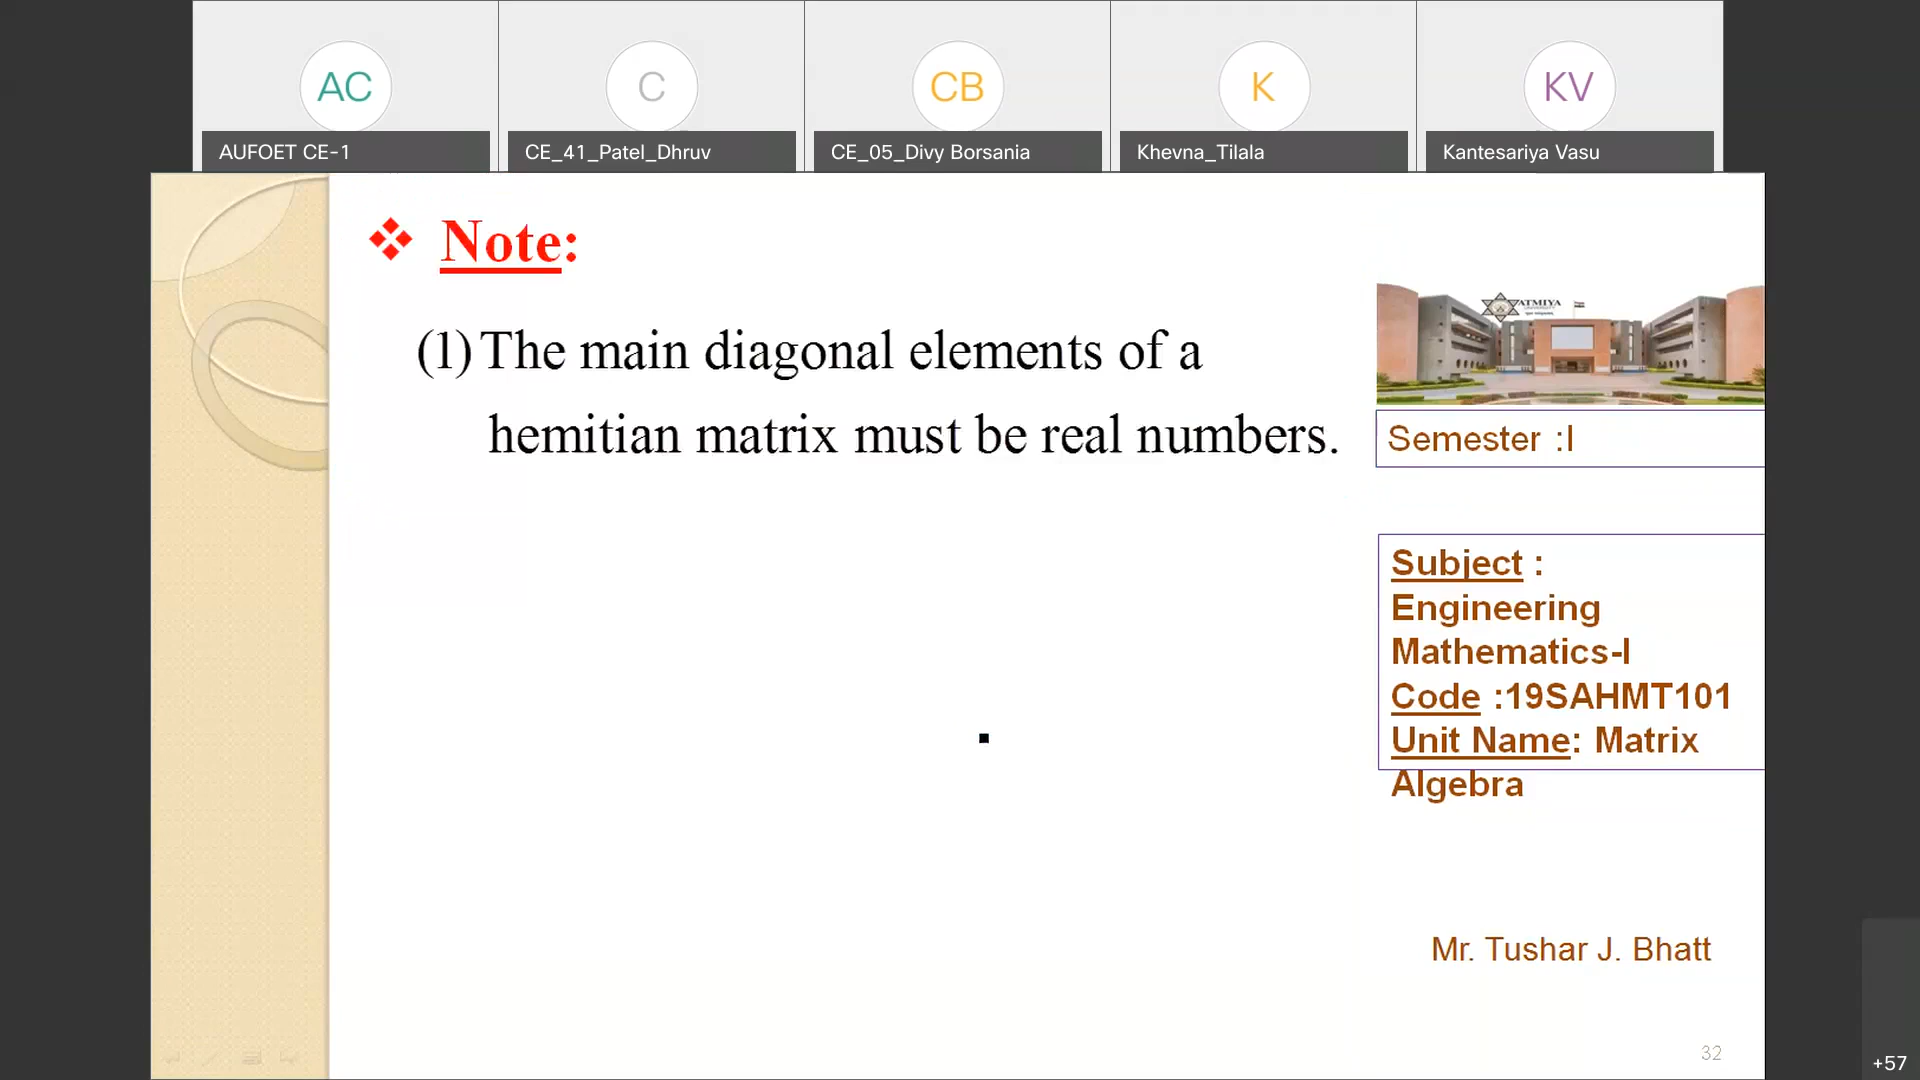 AC
C
CB
K
KV
AUFOET CE-1
CE_41_Patel_Dhruv
CE_05_Divy Borsania
Khevna_Tilala
Kantesariya Vasu
❖ Note:
(1) The main diagonal elements of a
hemitian matrix must be real numbers.
ATMIYA
Semester :I
Subject :
Engineering
Mathematics-I
Code :19SAHMT101
Unit Name: Matrix
Algebra
Mr. Tushar J. Bhatt
32
+57